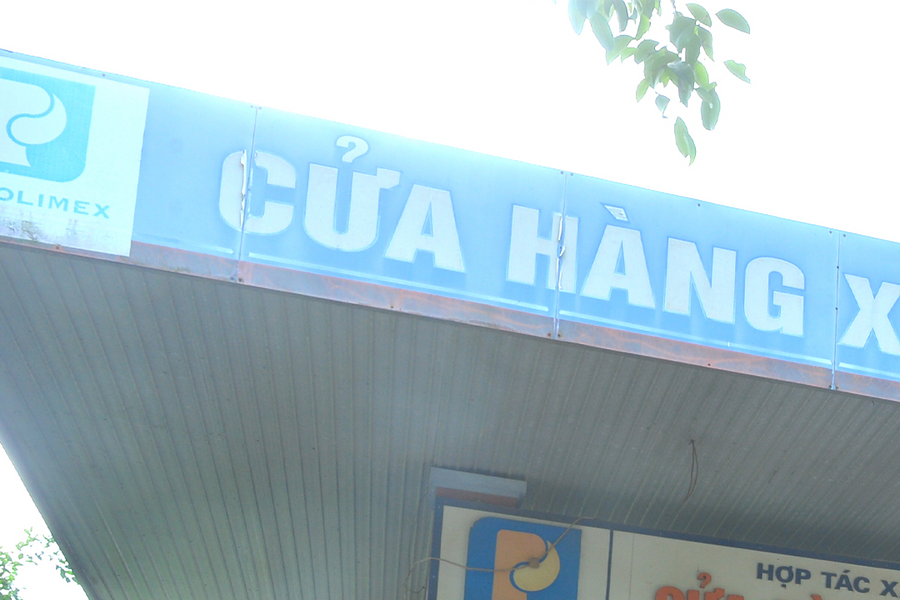 OLIMEX
CỬA HÀNG X
HỢP TÁC X